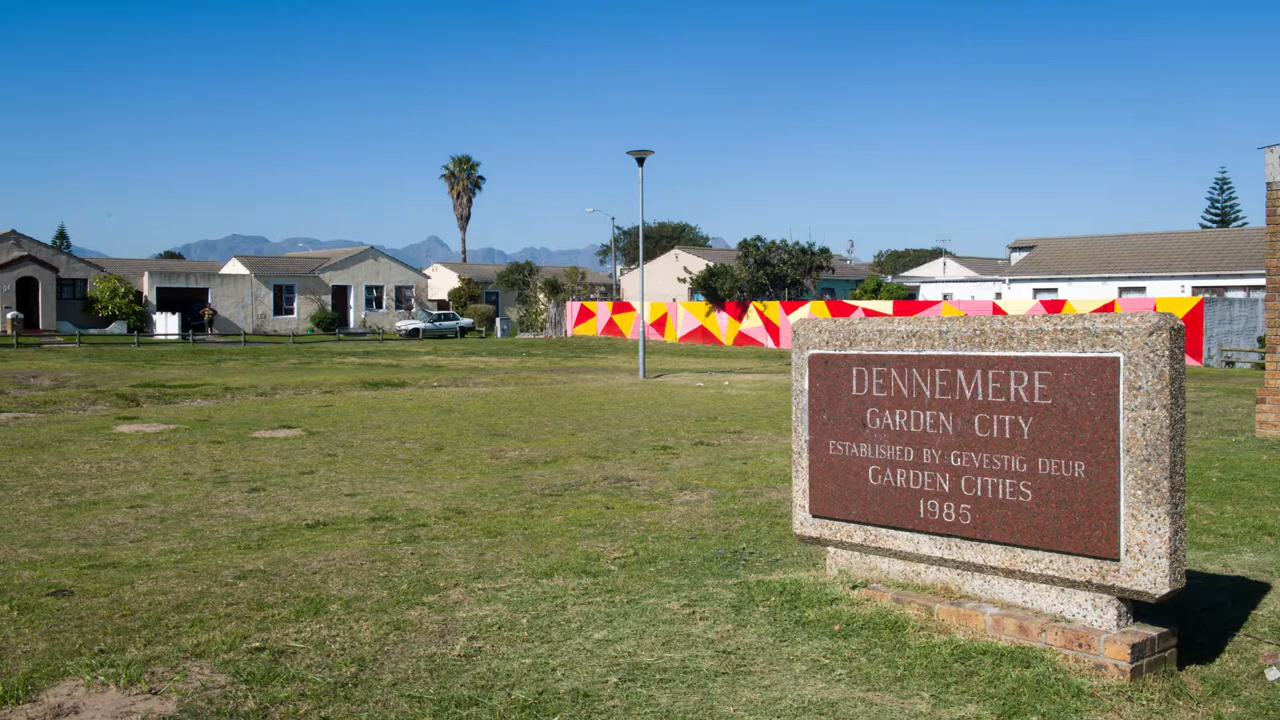 DENNEMERE
GARDEN CITY
ESTABLISHED BY GEVESTIG DEUR
GARDEN CITIES
1985